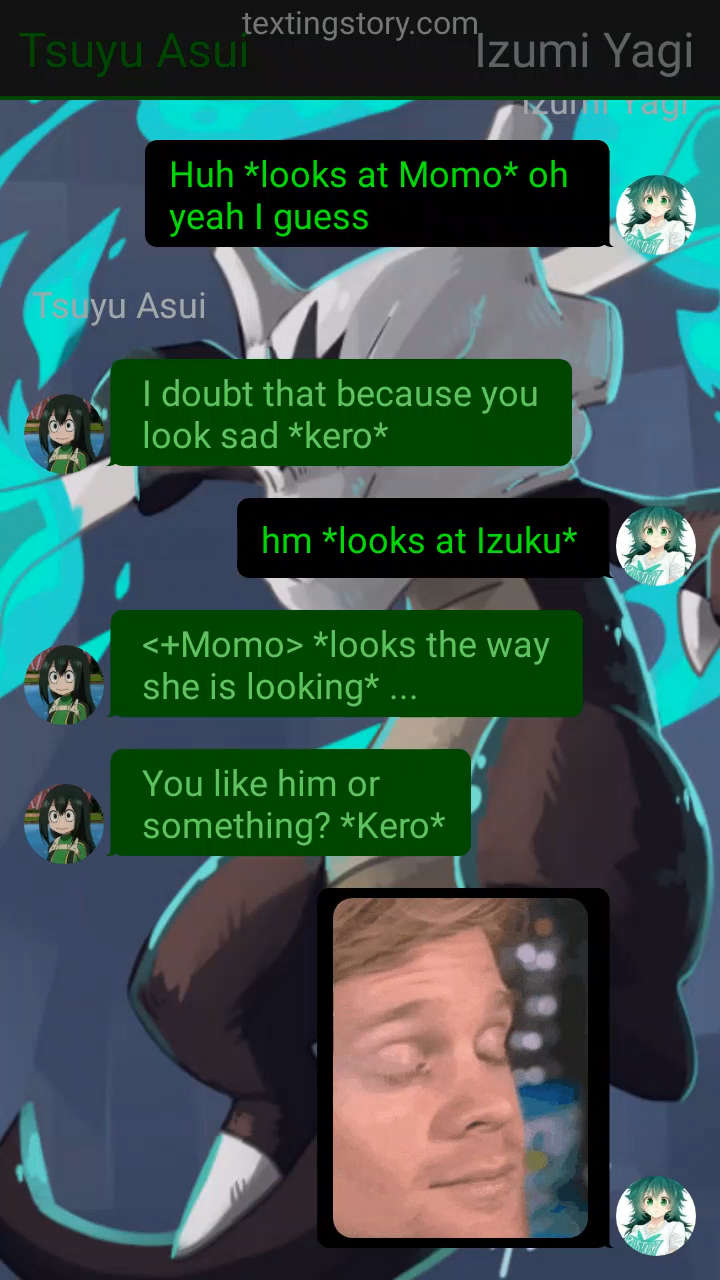 textingstory.com
Tsuyu Asui
Izumi Yagi
Izumi Yagi
Huh *looks at Momo* oh
yeah I guess
Tsuyu Asui
I doubt that because you
look sad *kero*
hm *looks at Izuku*
<+Momo> *looks the way
she is looking* ...
You like him or
something? *Kero*